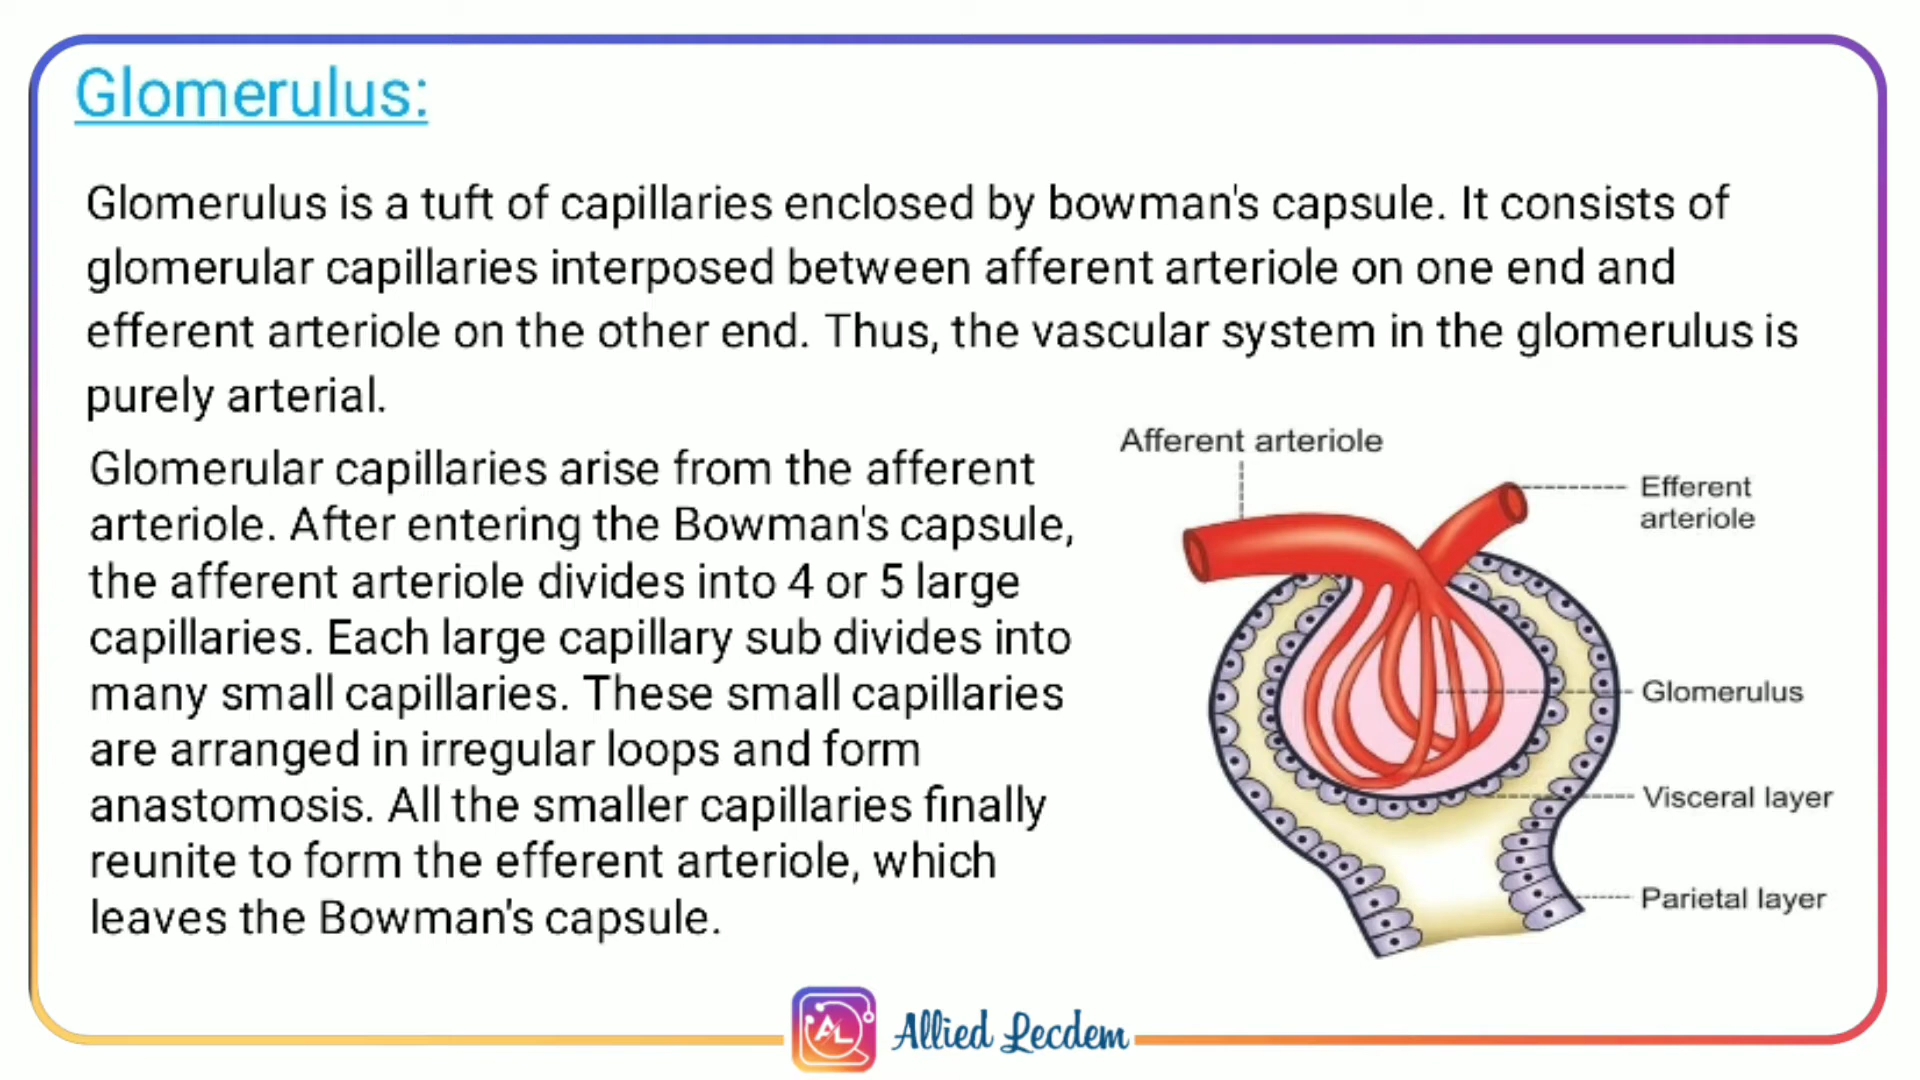 Glomerulus:
Glomerulus is a tuft of capillaries enclosed by bowman's capsule. It consists of
glomerular capillaries interposed between afferent arteriole on one end and
efferent arteriole on the other end. Thus, the vascular system in the glomerulus is
purely arterial.
Glomerular capillaries arise from the afferent
arteriole. After entering the Bowman's capsule,
the afferent arteriole divides into 4 or 5 large
capillaries. Each large capillary sub divides into
many small capillaries. These small capillaries
are arranged in irregular loops and form
anastomosis. All the smaller capillaries finally
reunite to form the efferent arteriole, which
leaves the Bowman's capsule.
Afferent arteriole
Efferent
arteriole
Glomerulus
Visceral layer
Parietal layer
AL
Allied Lecdem